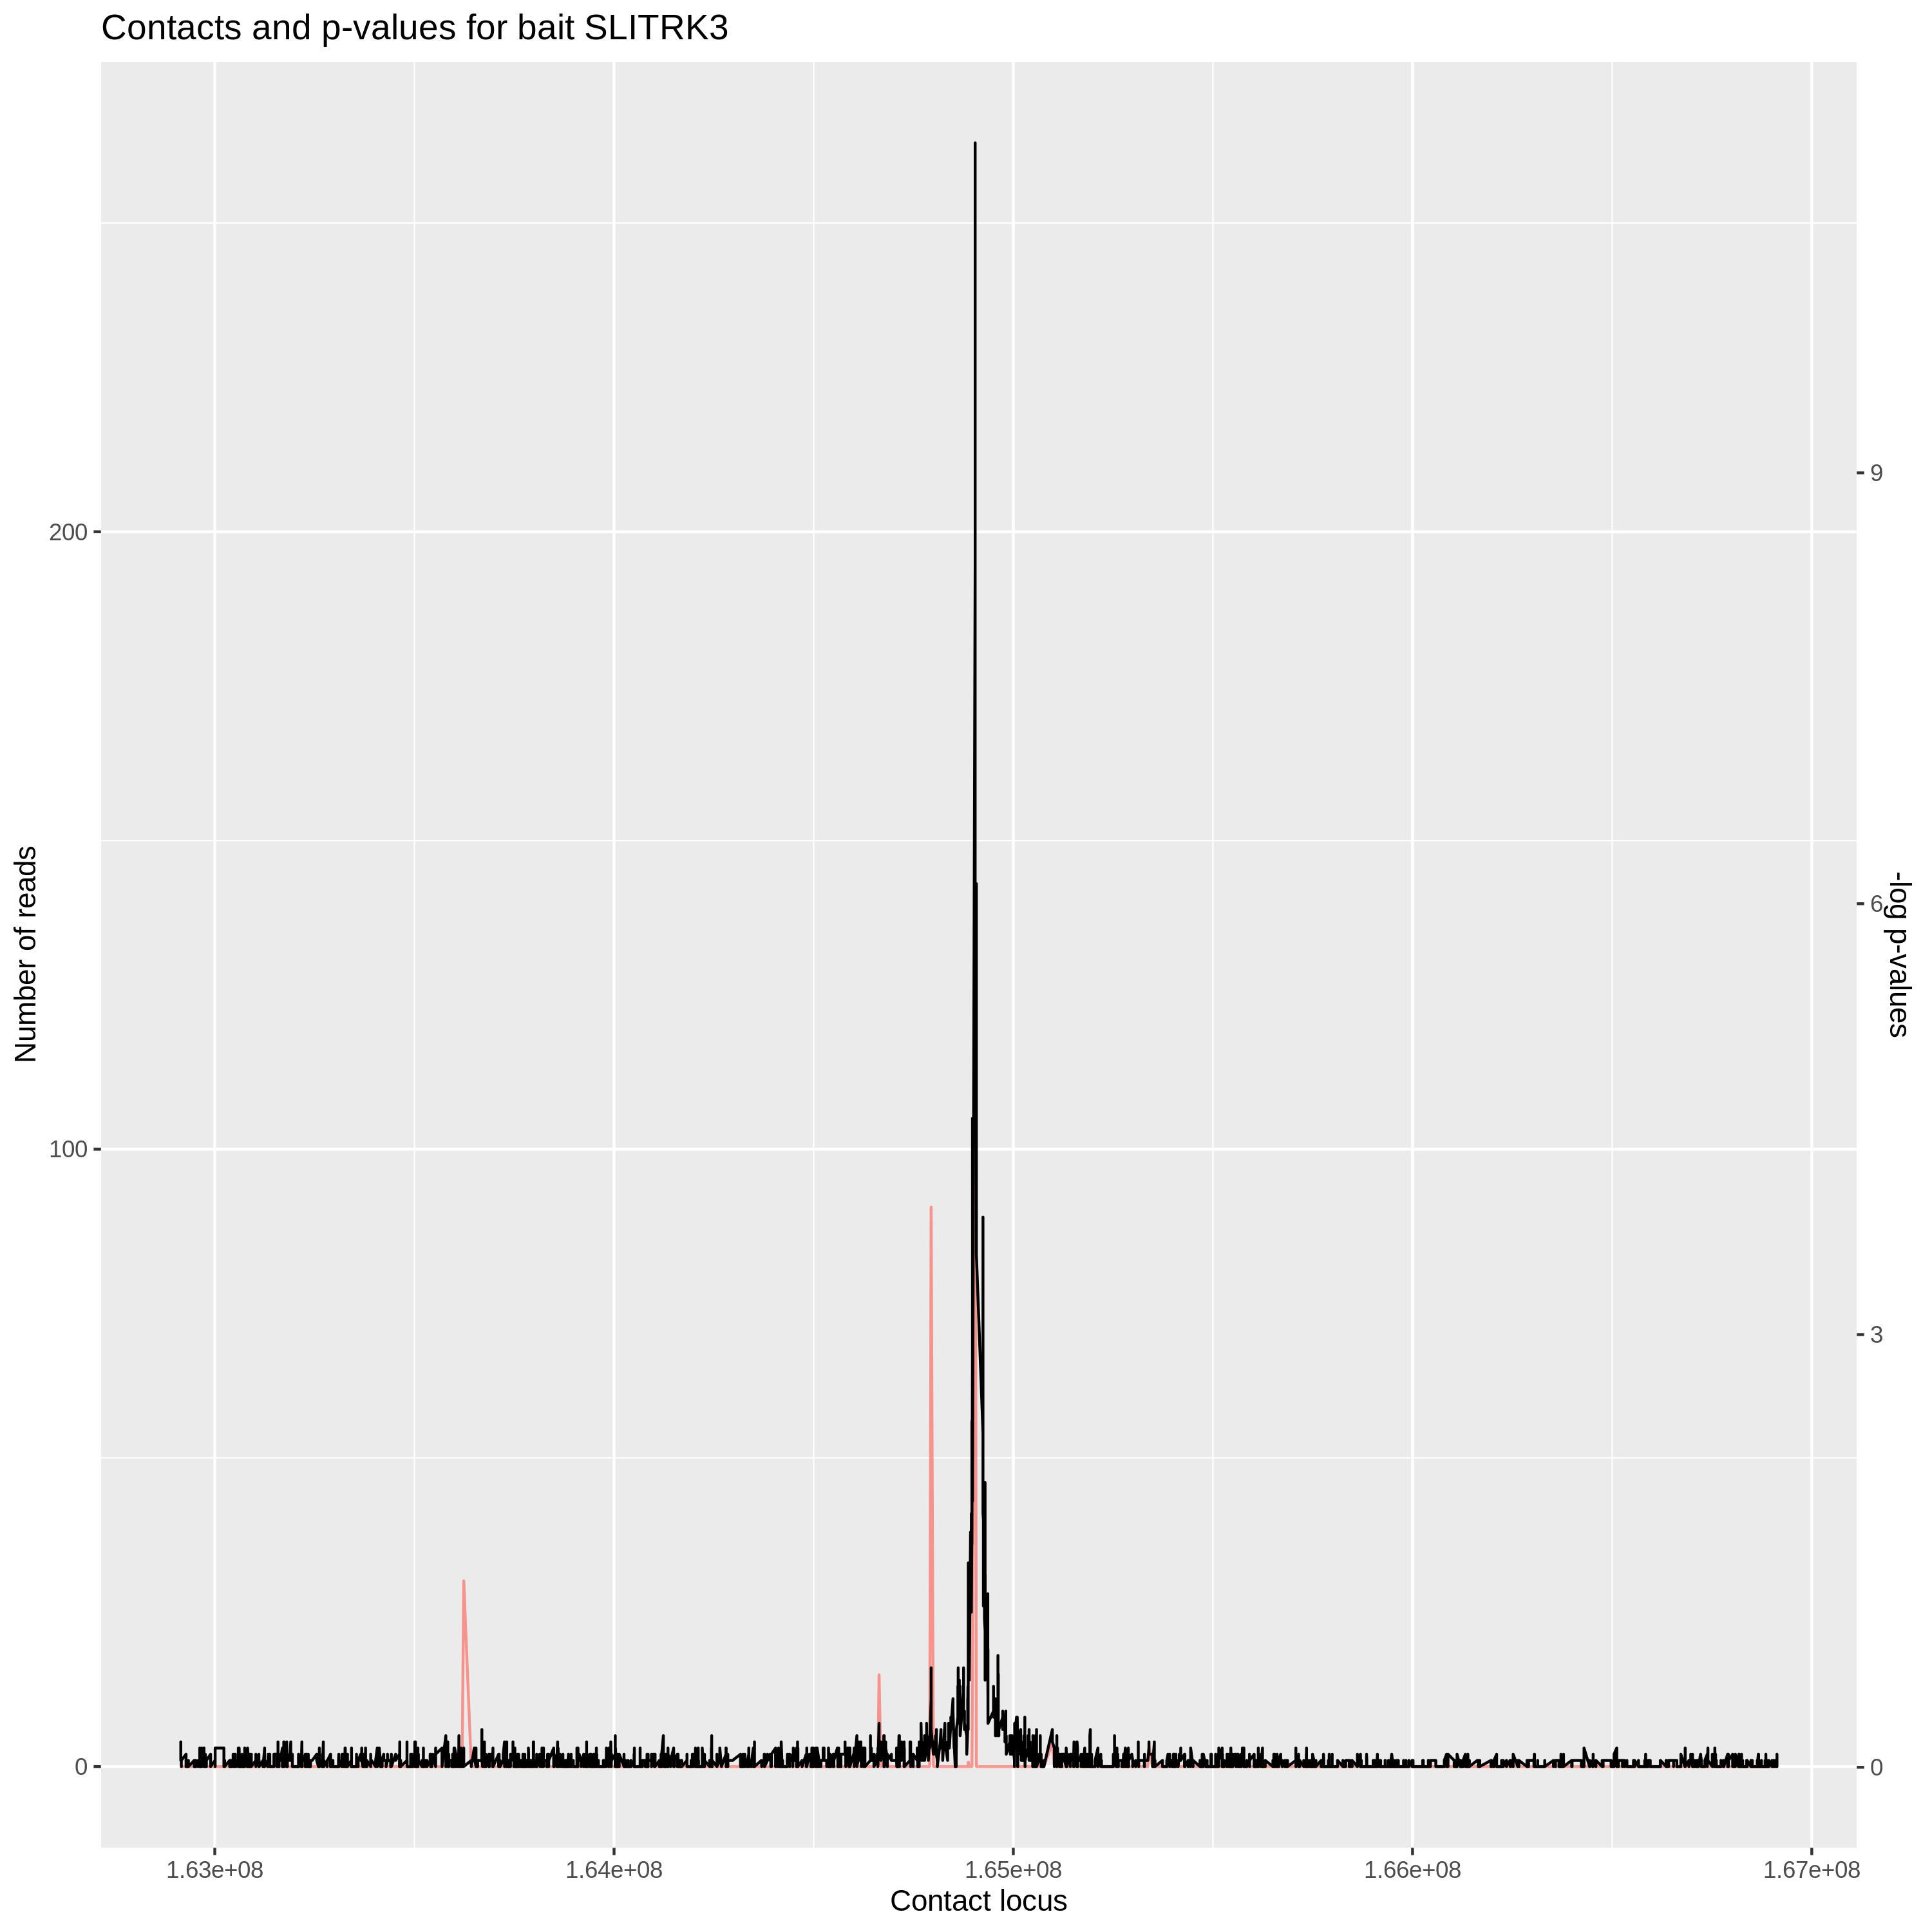 Contacts and p-values for bait SLITRK3
Number of reads
200
100
0
9
6
3
0
-log p-values
1.63e+08 1.64e+08 1.65e+08 1.66e+08 1.67e+08
Contact locus